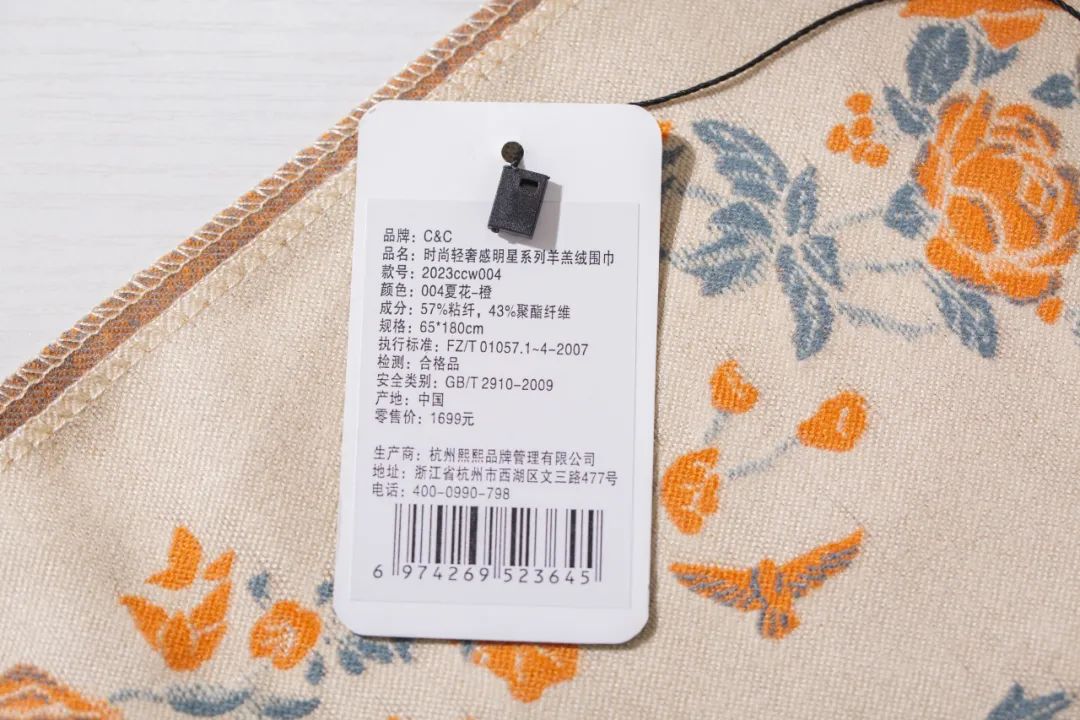 品牌：C&C
品名：时尚轻奢感明星系列羊羔绒围巾
款号：2023ccw004
颜色：004夏花-橙
成分：57%粘纤，43%聚酯纤维
规格：65*180cm
执行标准：FZ/T 01057.1~4-2007
检测：合格品
安全类别：GB/T 2910-2009
产地：中国
零售价：1699元
生产商：杭州熙熙品牌管理有限公司
地址：浙江省杭州市西湖区文三路477号
电话：400-0990-798
6 974269 523645